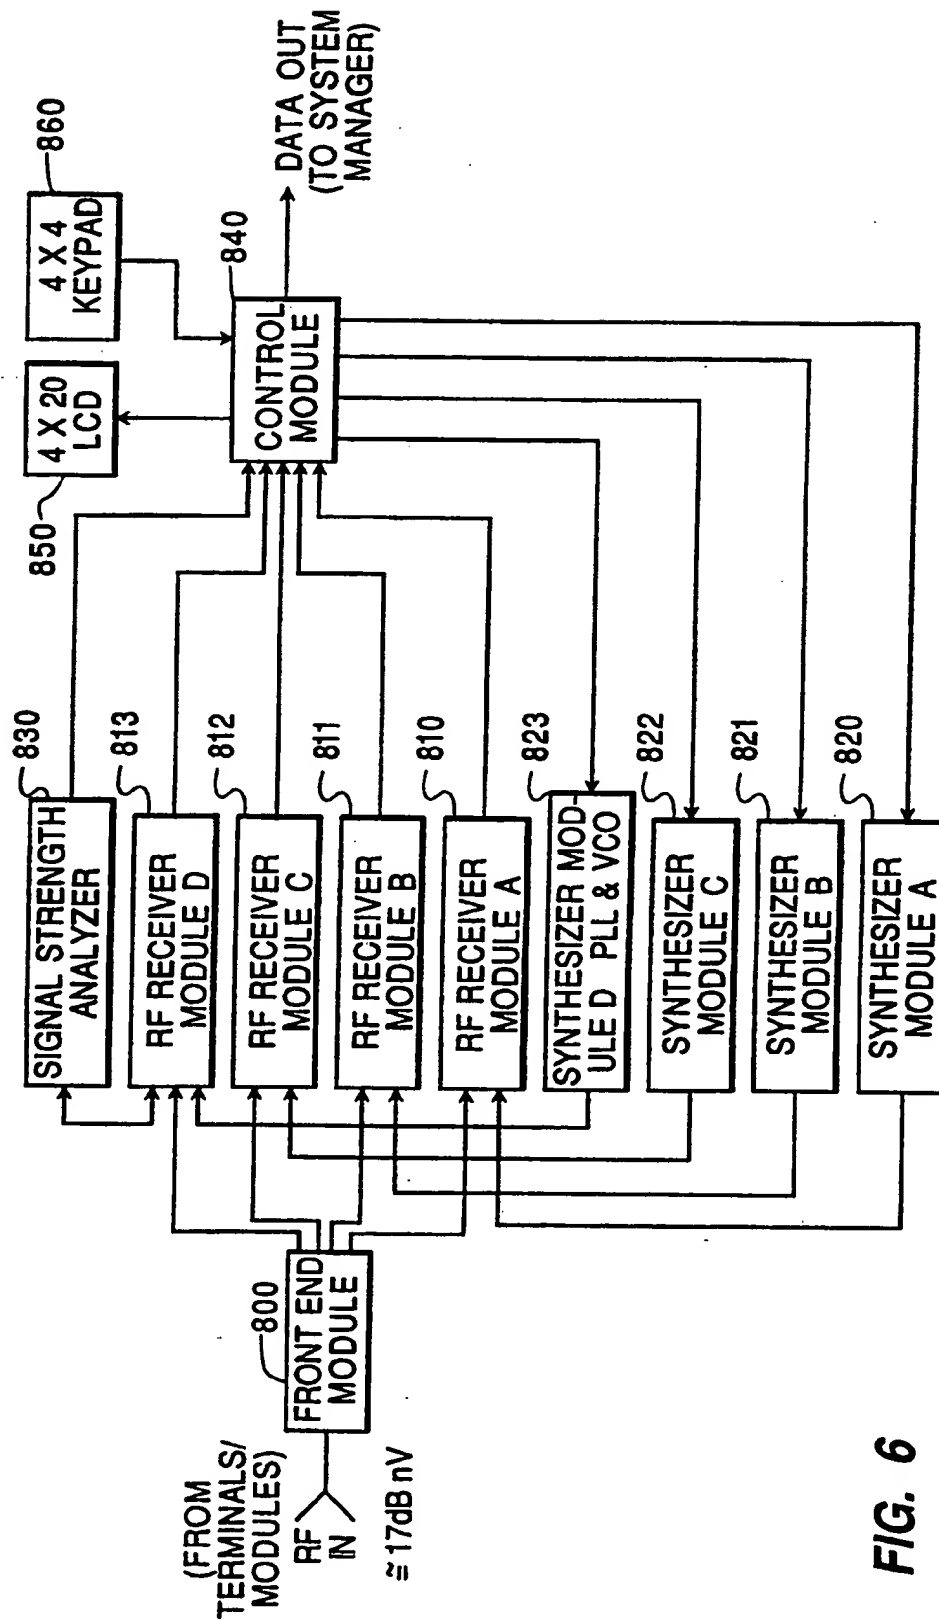 (FROM
TERMINALS/
MODULES)
RF
IN
≅17dB nV
800
FRONT END
MODULE
830
SIGNAL STRENGTH
ANALYZER
813
RF RECEIVER
MODULE D
812
RF RECEIVER
MODULE C
811
RF RECEIVER
MODULE B
810
RF RECEIVER
MODULE A
823
SYNTHESIZER MOD-
ULE D PLL & VCO
822
SYNTHESIZER
MODULE C
821
SYNTHESIZER
MODULE B
820
SYNTHESIZER
MODULE A
850
4 X 20
LCD
860
4 X 4
KEYPAD
840
CONTROL
MODULE
DATA OUT
(TO SYSTEM
MANAGER)
FIG. 6